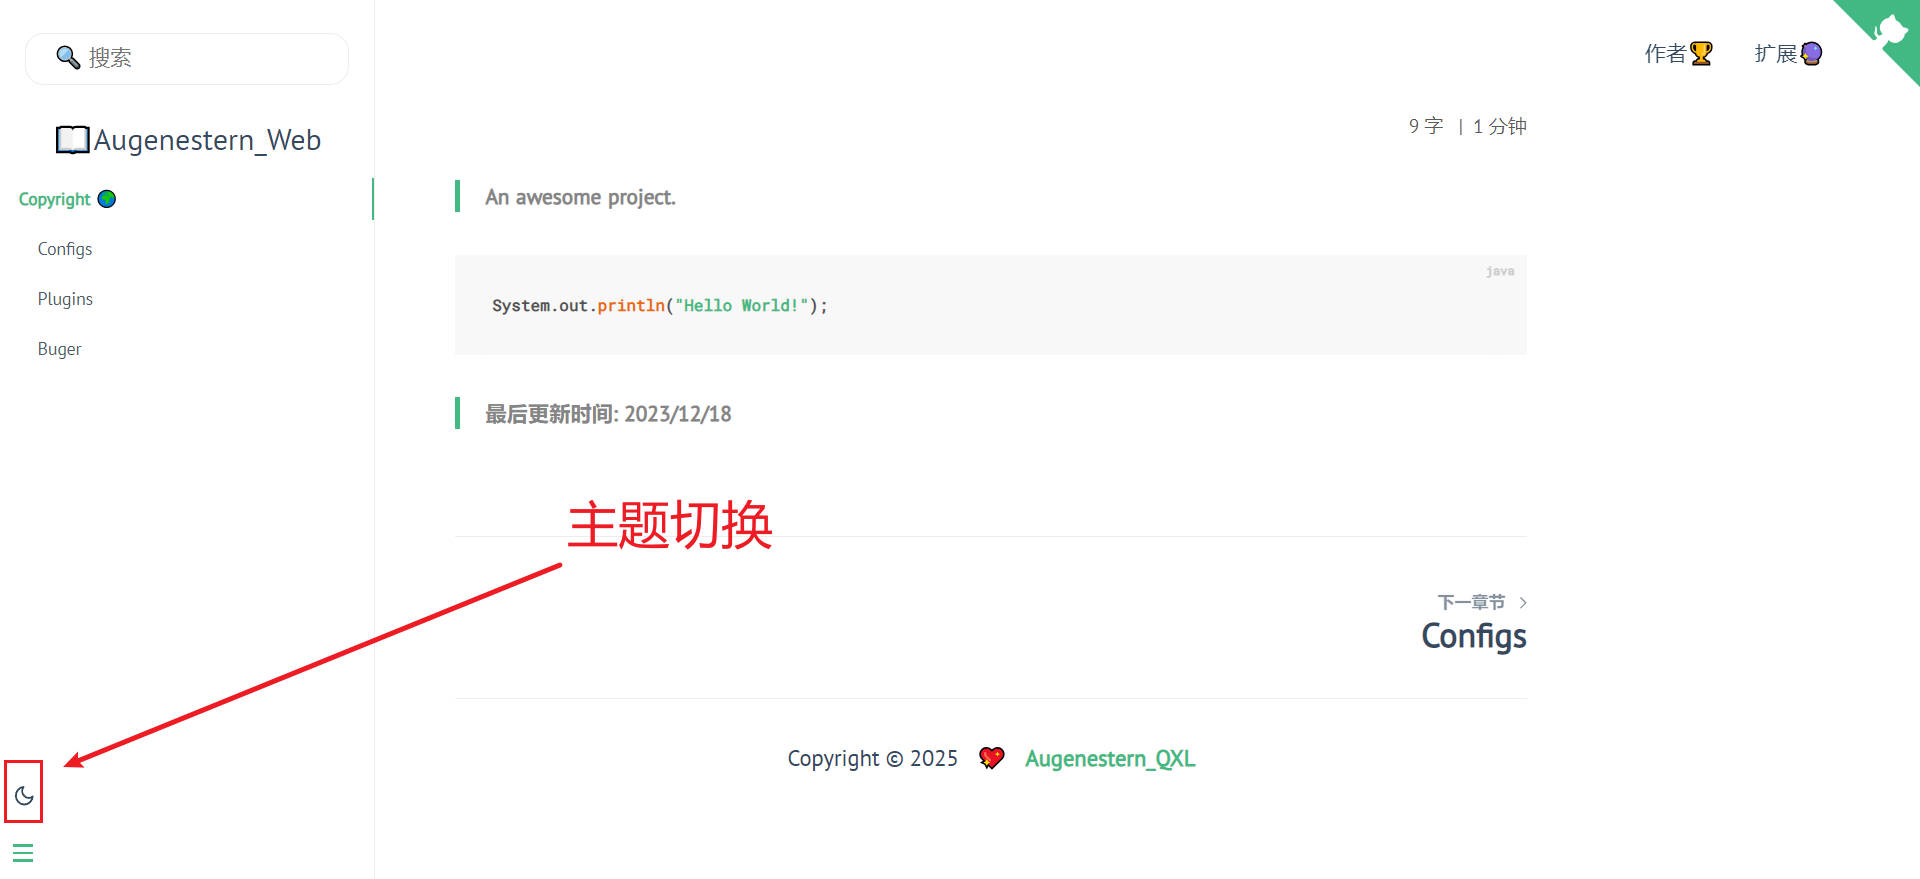 🔍 搜索
📖Augenestern_Web
Copyright 🌍
Configs
Plugins
Buger
作者🏆 扩展🔮
9 字 | 1 分钟
An awesome project.
java
System.out.println("Hello World!");
最后更新时间: 2023/12/18
主题切换
下一章节
Configs
Copyright © 2025 💖 Augenestern_QXL